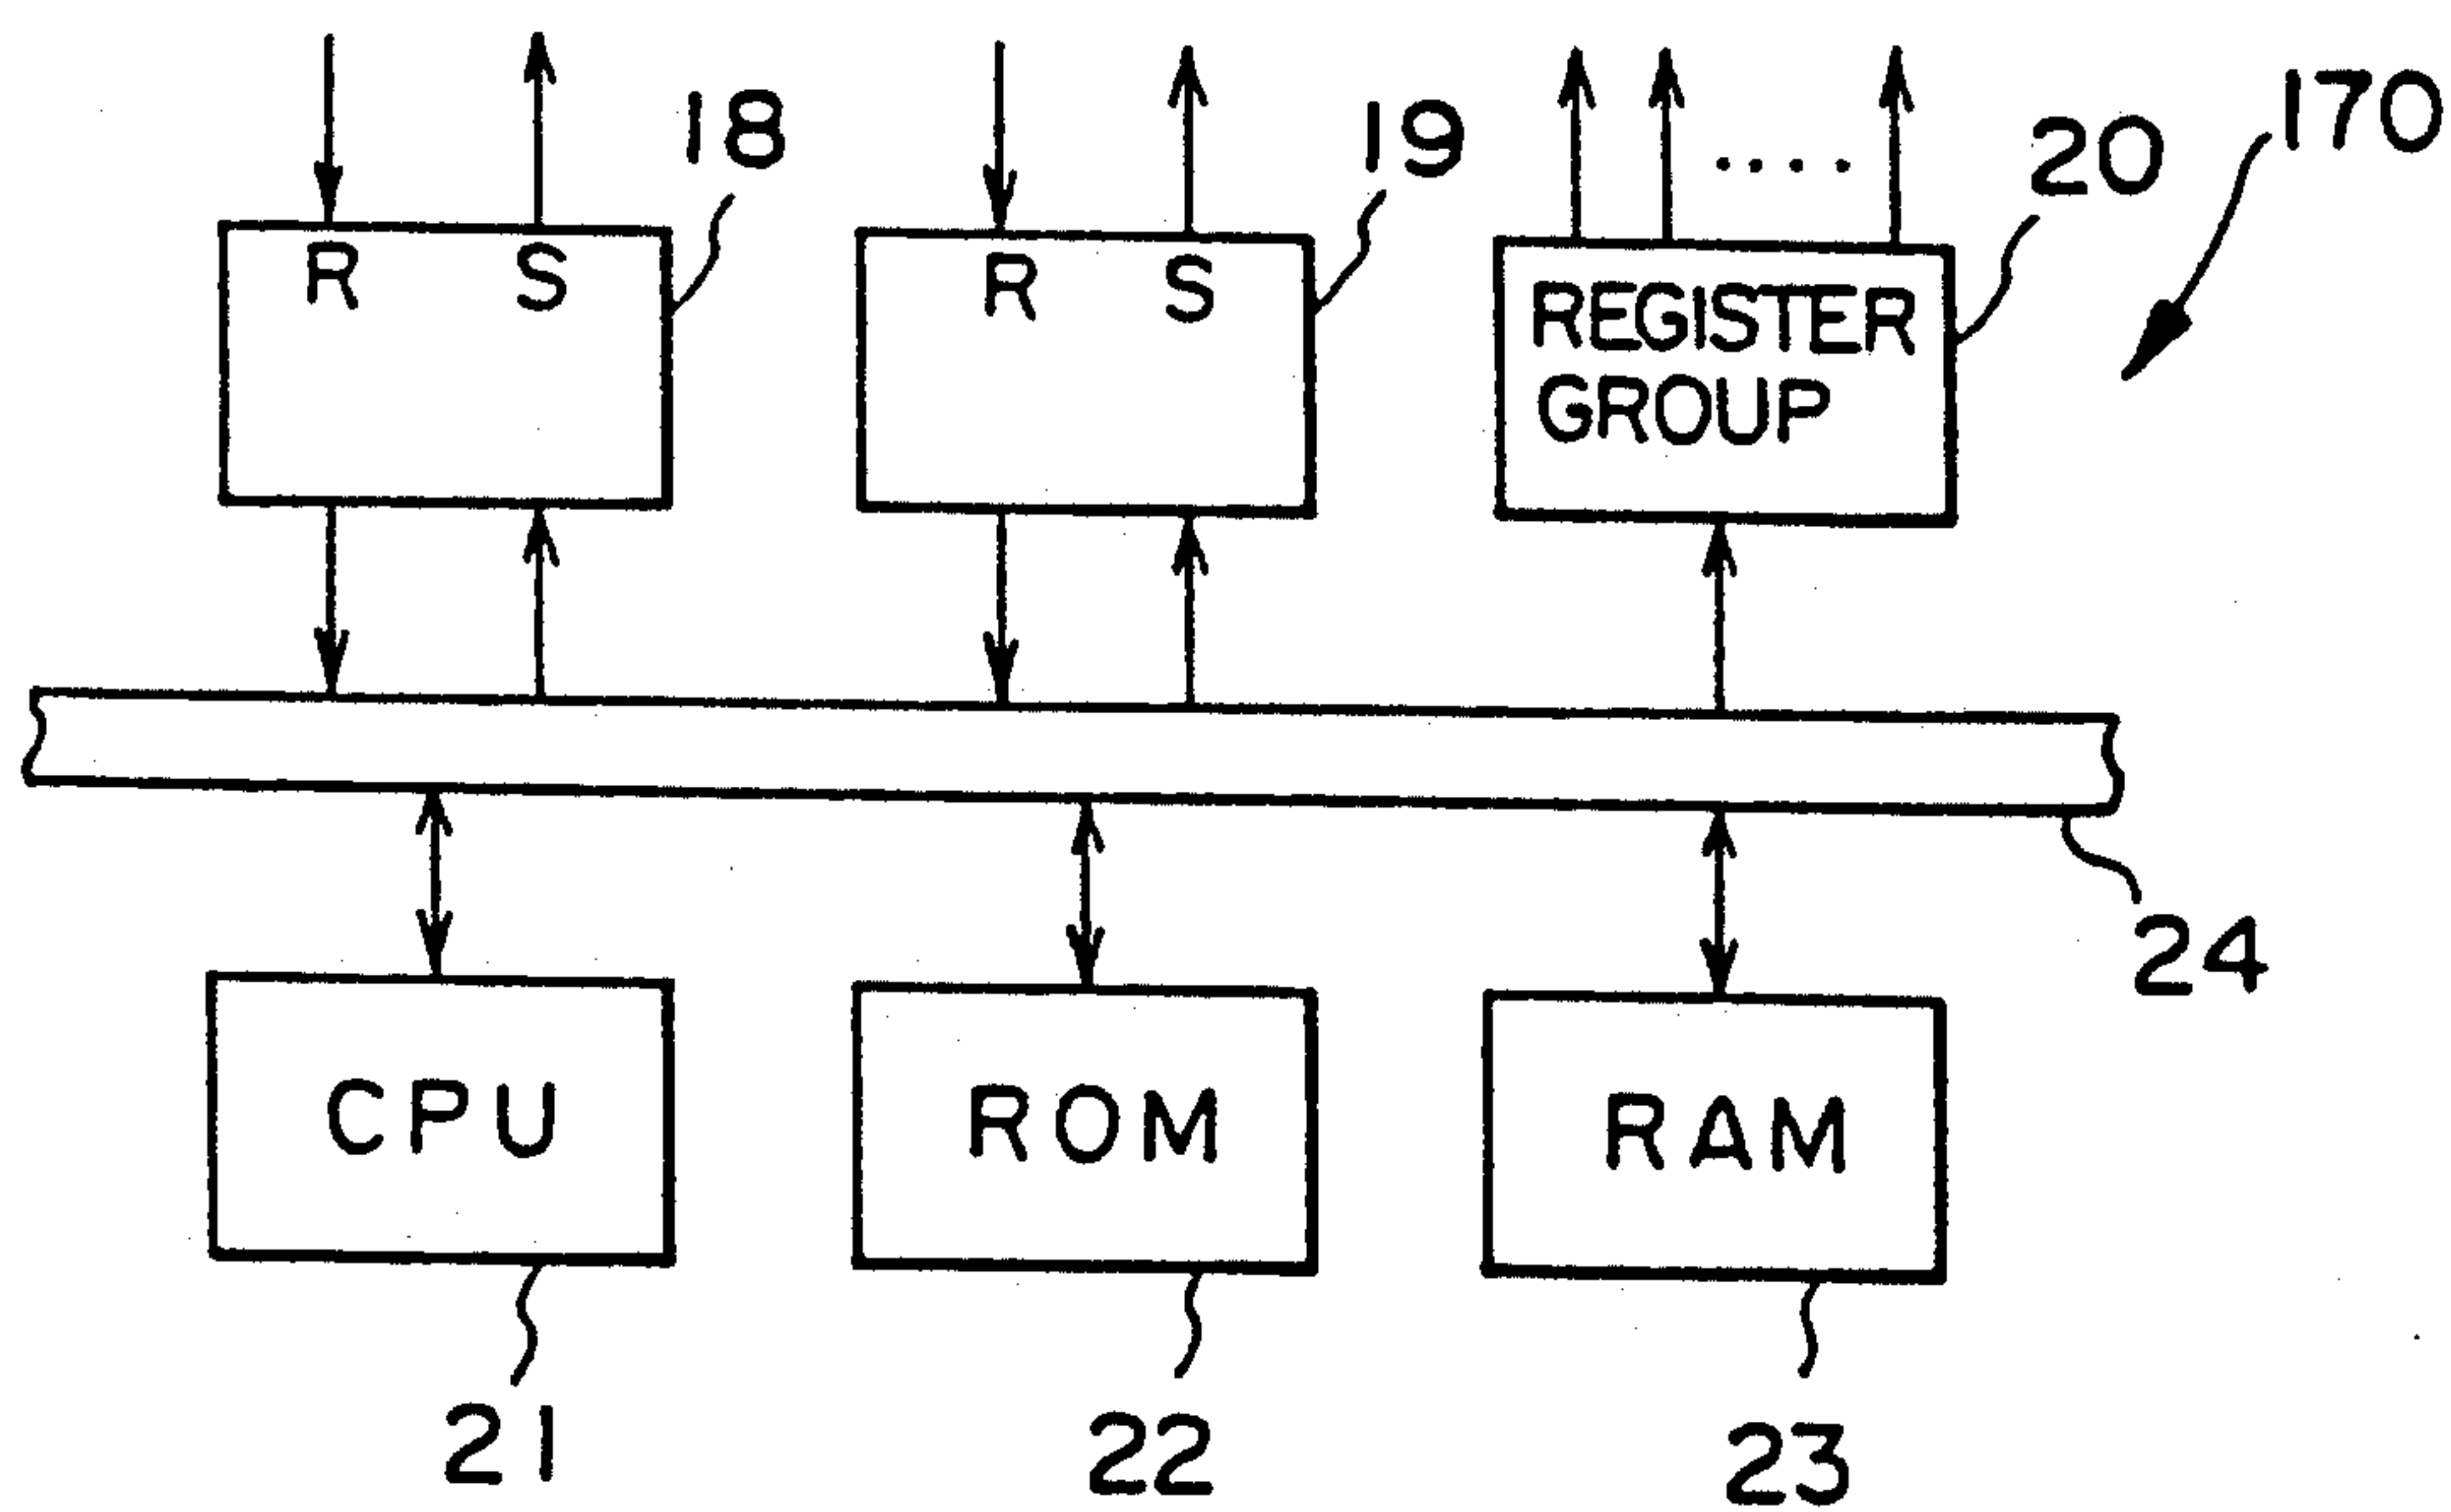 18
19
20
170
R S
R S
REGISTER
GROUP
24
CPU
ROM
RAM
21
22
23